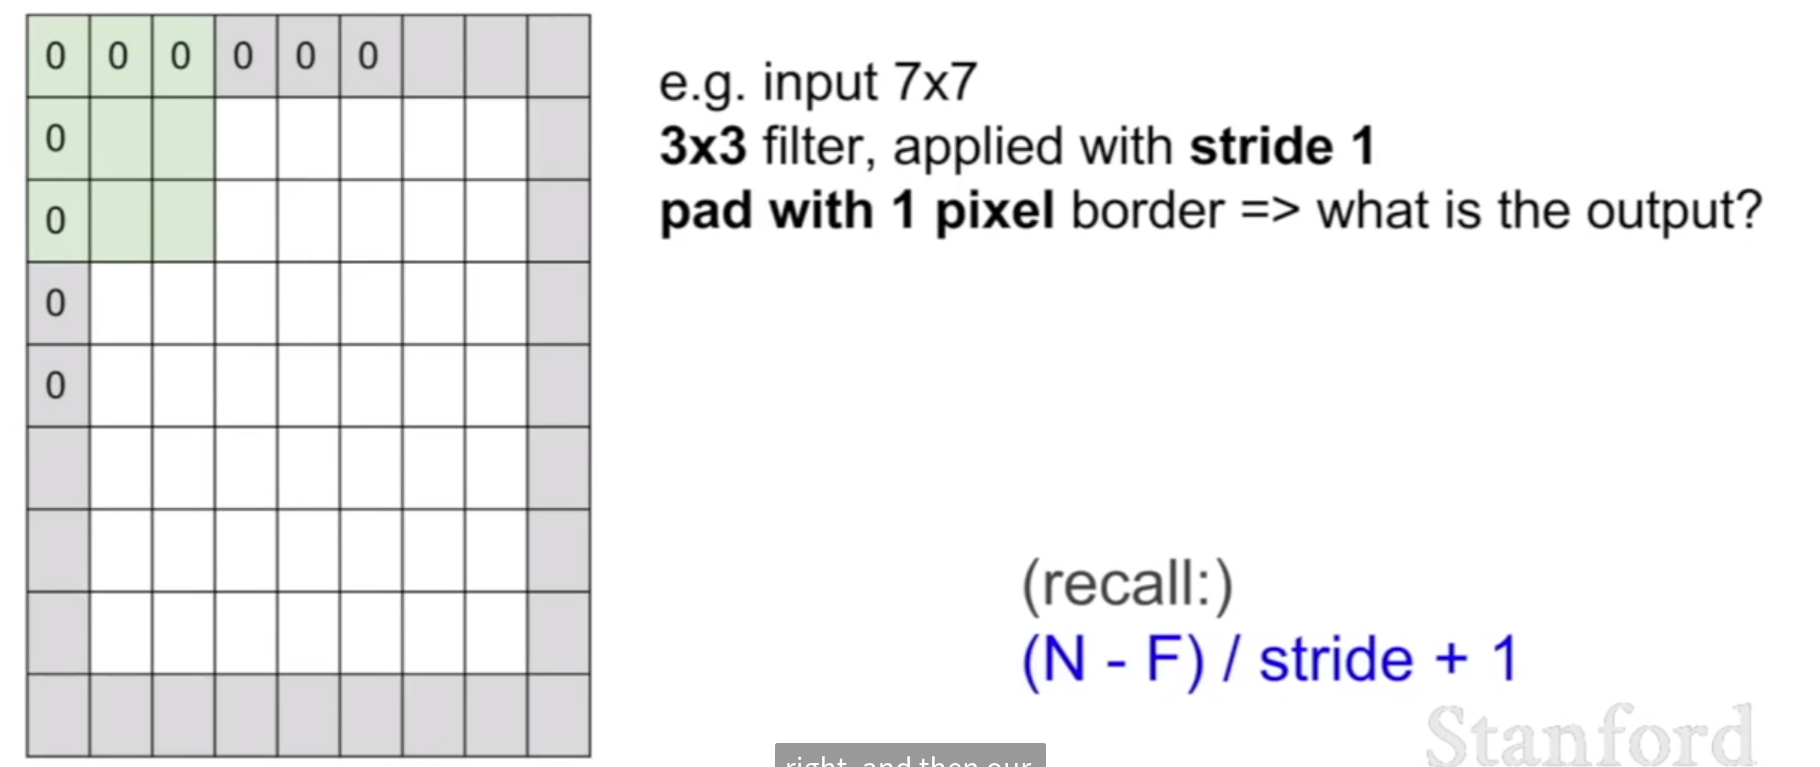 0 0 0 0 0 0
0
0
0
0
e.g. input 7x7
3x3 filter, applied with stride 1
pad with 1 pixel border => what is the output?
(recall:)
(N - F) / stride + 1
Stanford
right, and then our